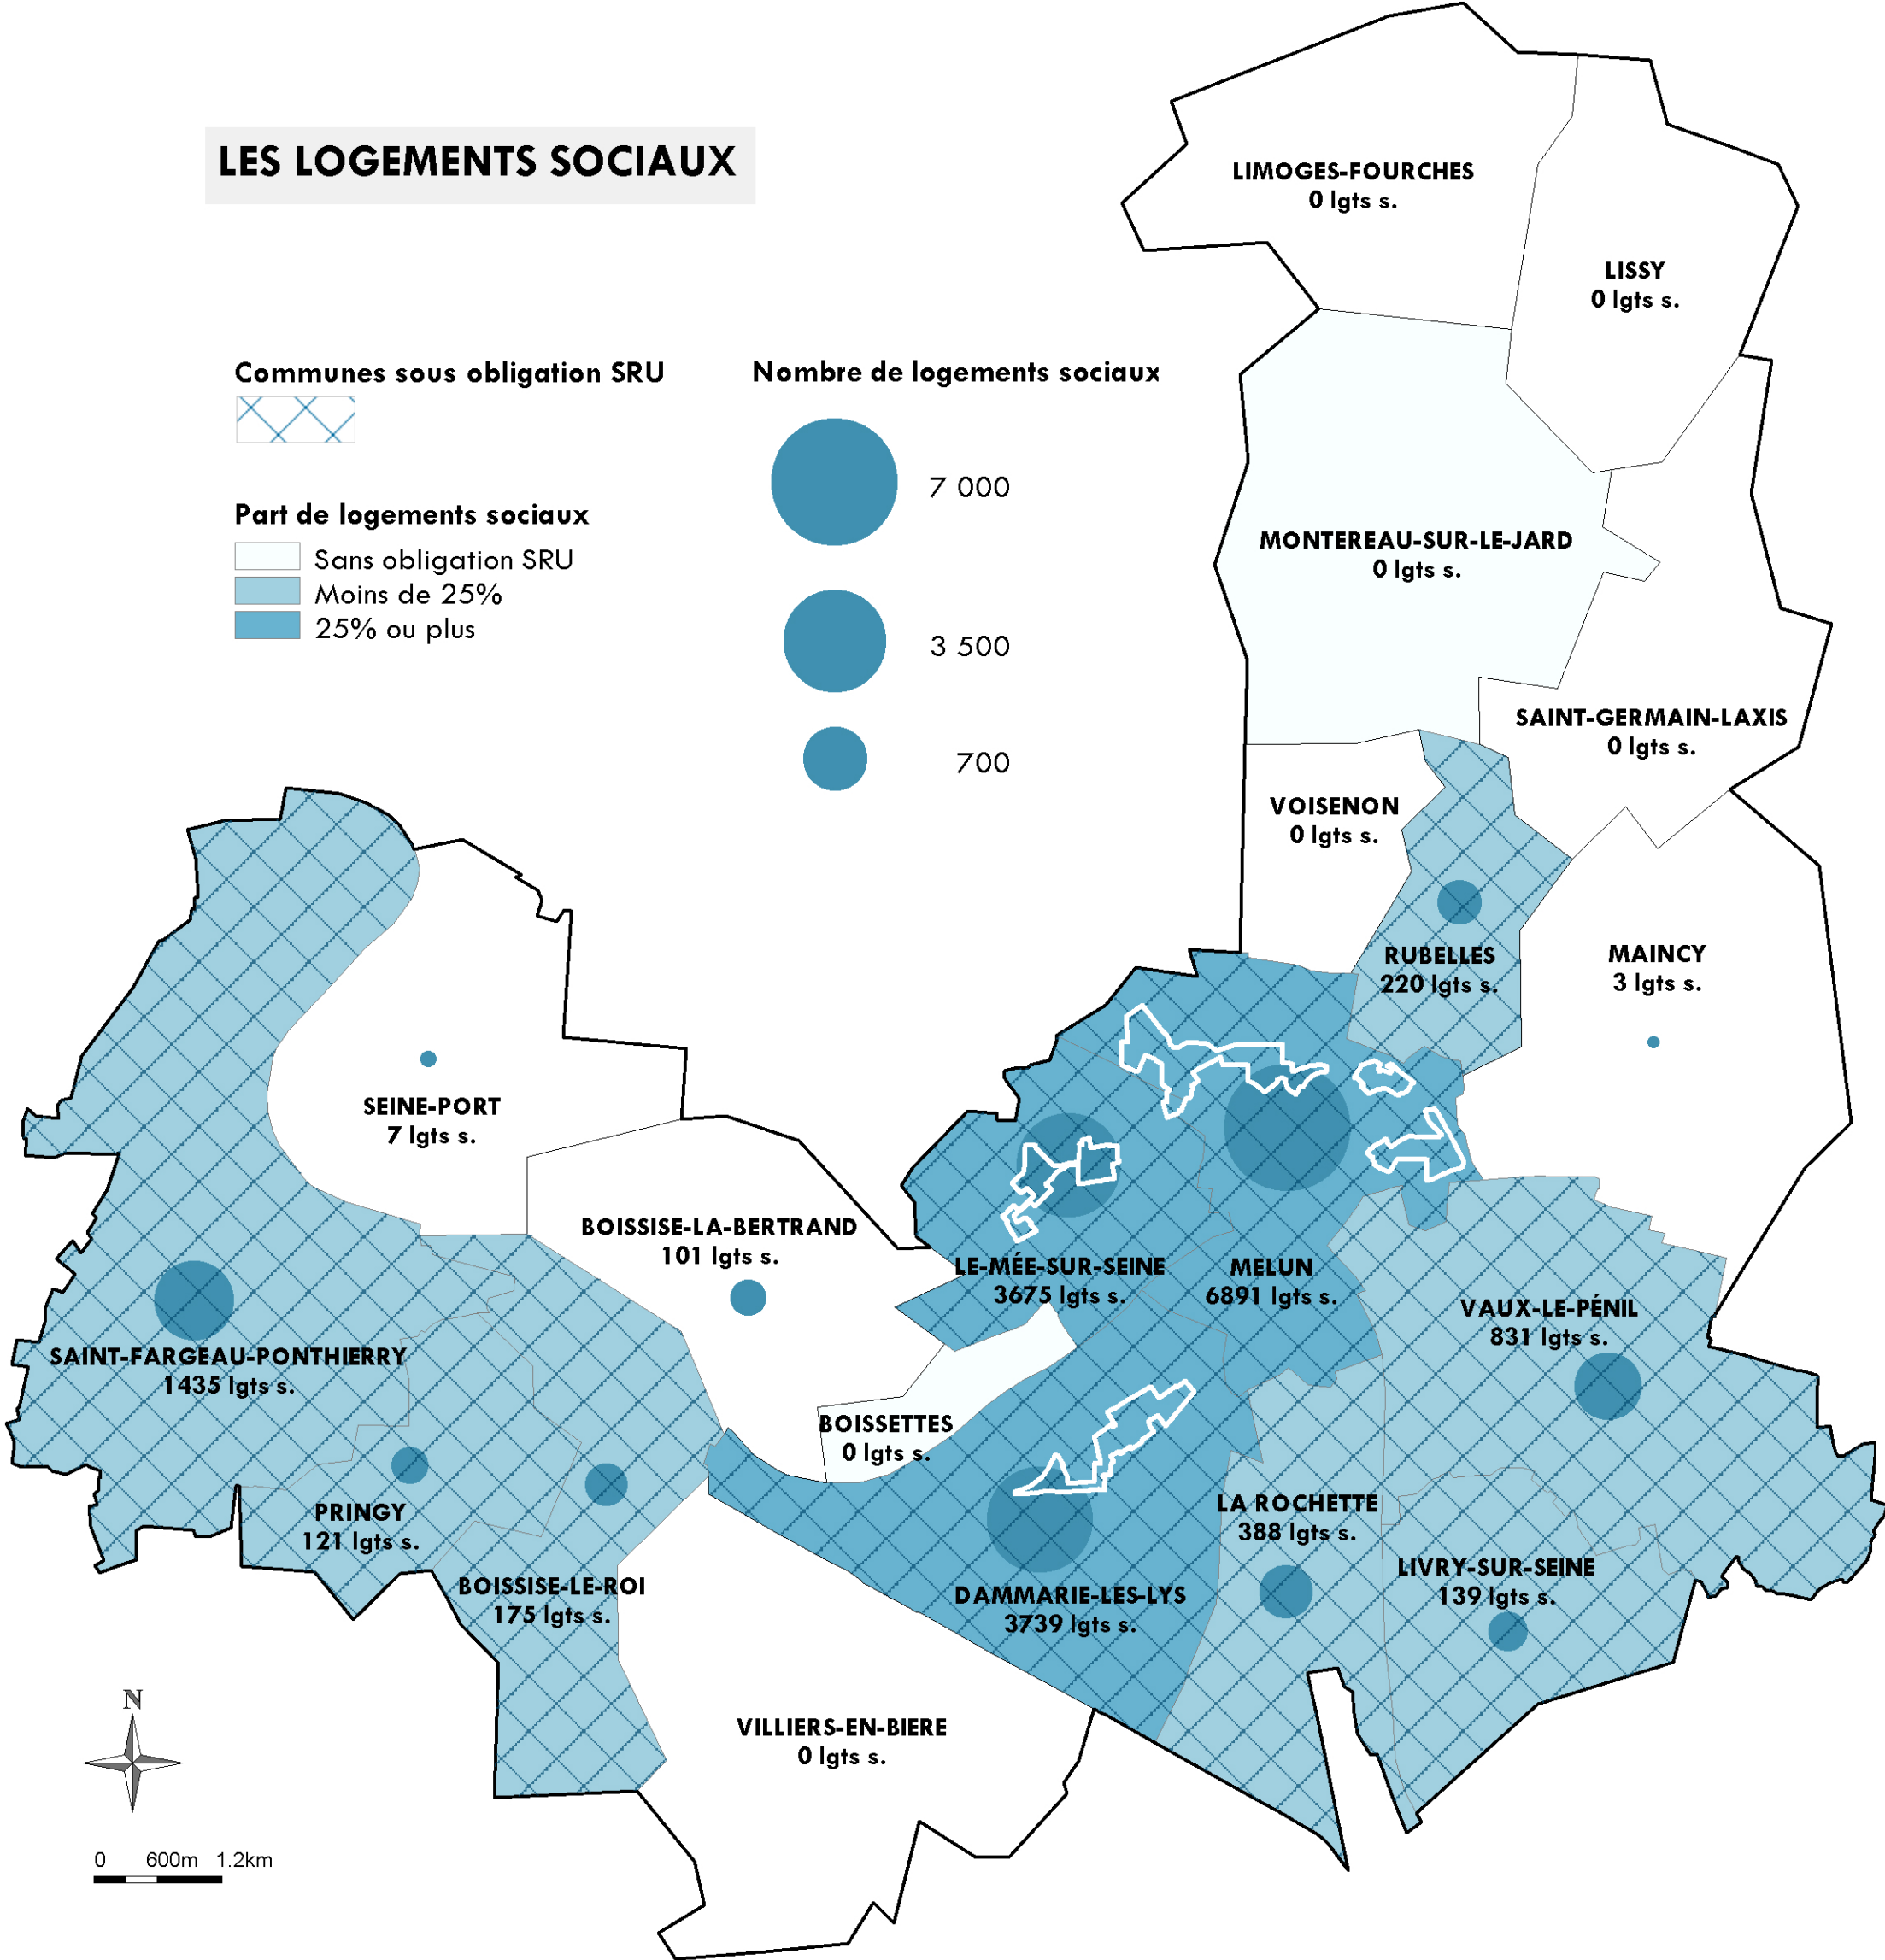 LES LOGEMENTS SOCIAUX
Communes sous obligation SRU
Part de logements sociaux
Sans obligation SRU
Moins de 25%
25% ou plus
Nombre de logements sociaux
7 000
3 500
700
LIMOGES-FOURCHES
0 lgts s.
LISSY
0 lgts s.
MONTEREAU-SUR-LE-JARD
0 lgts s.
SAINT-GERMAIN-LAXIS
0 lgts s.
VOISENON
0 lgts s.
RUBELLES
220 lgts s.
MAINCY
3 lgts s.
SEINE-PORT
7 lgts s.
BOISSISE-LA-BERTRAND
101 lgts s.
LE-MÉE-SUR-SEINE
3675 lgts s.
MELUN
6891 lgts s.
VAUX-LE-PÉNIL
831 lgts s.
SAINT-FARGEAU-PONTHIERRY
1435 lgts s.
BOISSETTES
0 lgts s.
PRINGY
121 lgts s.
BOISSISE-LE-ROI
175 lgts s.
DAMMARIE-LES-LYS
3739 lgts s.
LA ROCHETTE
388 lgts s.
LIVRY-SUR-SEINE
139 lgts s.
VILLIERS-EN-BIERE
0 lgts s.
N
0 600m 1.2km